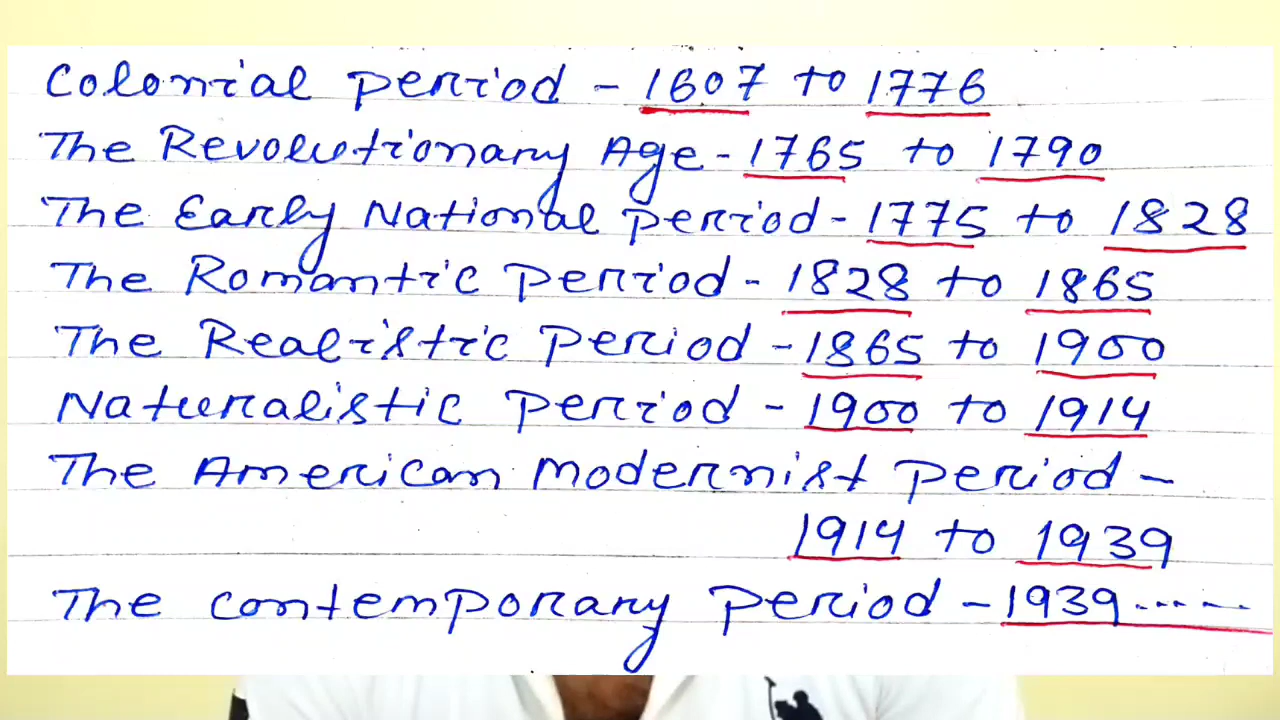 Colonial Period - 1607 to 1776
The Revolutionary Age - 1765 to 1790
The Early National Period - 1775 to 1828
The Romantic Period - 1828 to 1865
The Realistic Period - 1865 to 1900
Naturalistic Period - 1900 to 1914
The American Modernist Period -
1914 to 1939
The Contemporary Period - 1939.....